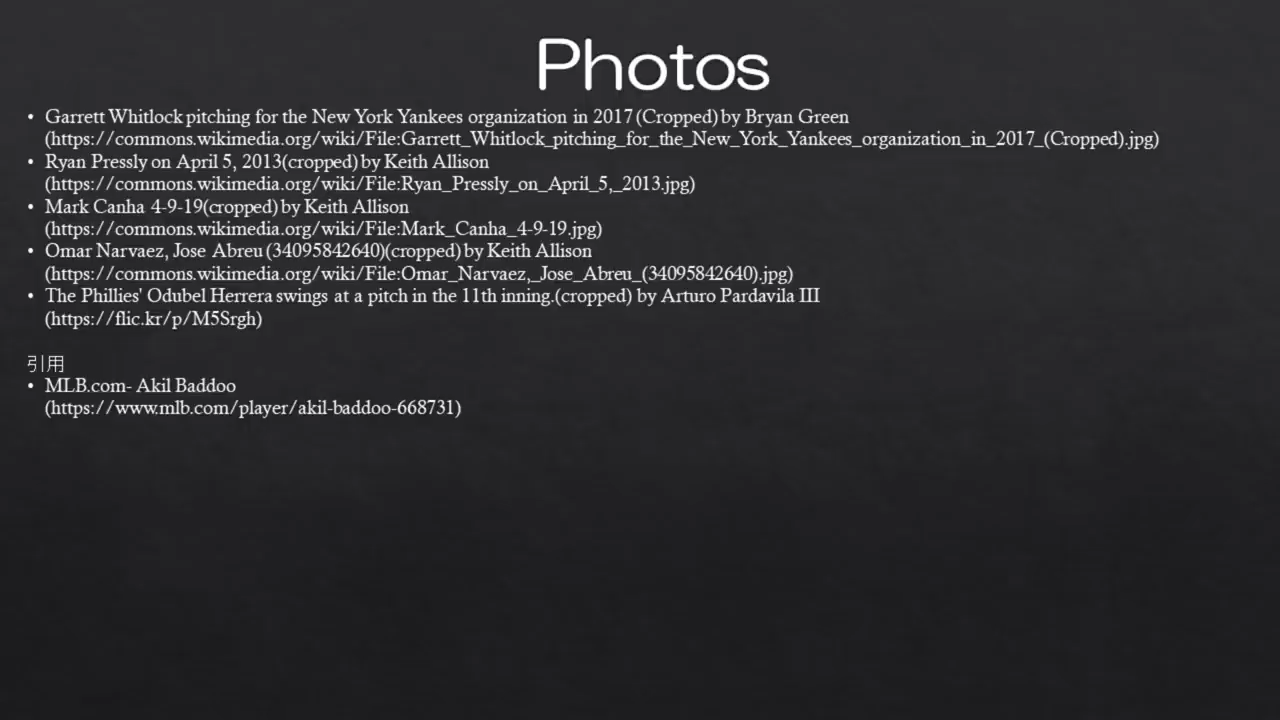 Photos
• Garrett Whitlock pitching for the New York Yankees organization in 2017 (Cropped) by Bryan Green
(https://commons.wikimedia.org/wiki/File:Garrett_Whitlock_pitching_for_the_New_York_Yankees_organization_in_2017_(Cropped).jpg)
• Ryan Pressly on April 5, 2013(cropped) by Keith Allison
(https://commons.wikimedia.org/wiki/File:Ryan_Pressly_on_April_5,_2013.jpg)
• Mark Canha 4-9-19(cropped) by Keith Allison
(https://commons.wikimedia.org/wiki/File:Mark_Canha_4-9-19.jpg)
• Omar Narvaez, Jose Abreu (34095842640)(cropped) by Keith Allison
(https://commons.wikimedia.org/wiki/File:Omar_Narvaez,_Jose_Abreu_(34095842640).jpg)
• The Phillies' Odubel Herrera swings at a pitch in the 11th inning.(cropped) by Arturo Pardavila III
(https://flic.kr/p/M5Srgh)
引用
• MLB.com- Akil Baddoo
(https://www.mlb.com/player/akil-baddoo-668731)